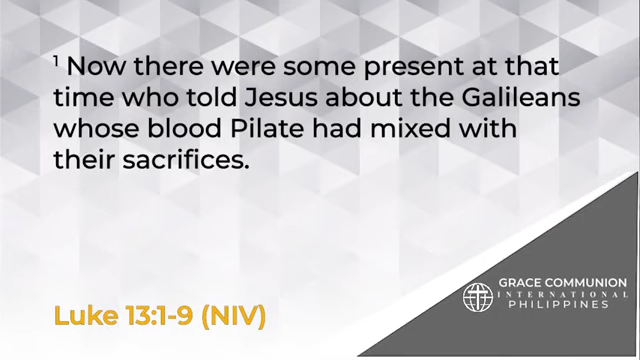 ¹ Now there were some present at that
time who told Jesus about the Galileans
whose blood Pilate had mixed with
their sacrifices.
Luke 13:1-9 (NIV)
GRACE COMMUNION
INTERNATIONAL
PHILIPPINES